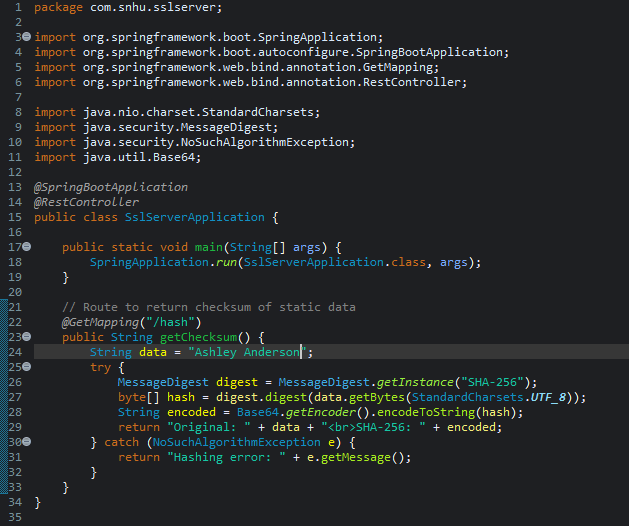 1 package com.snhu.sslserver;
2
3 import org.springframework.boot.SpringApplication;
4 import org.springframework.boot.autoconfigure.SpringBootApplication;
5 import org.springframework.web.bind.annotation.GetMapping;
6 import org.springframework.web.bind.annotation.RestController;
7
8 import java.nio.charset.StandardCharsets;
9 import java.security.MessageDigest;
10 import java.security.NoSuchAlgorithmException;
11 import java.util.Base64;
12
13 @SpringBootApplication
14 @RestController
15 public class SslServerApplication {
16
17     public static void main(String[] args) {
18         SpringApplication.run(SslServerApplication.class, args);
19     }
20
21     // Route to return checksum of static data
22     @GetMapping("/hash")
23     public String getChecksum() {
24         String data = "Ashley Anderson";
25         try {
26             MessageDigest digest = MessageDigest.getInstance("SHA-256");
27             byte[] hash = digest.digest(data.getBytes(StandardCharsets.UTF_8));
28             String encoded = Base64.getEncoder().encodeToString(hash);
29             return "Original: " + data + "<br>SHA-256: " + encoded;
30         } catch (NoSuchAlgorithmException e) {
31             return "Hashing error: " + e.getMessage();
32         }
33     }
34 }
35